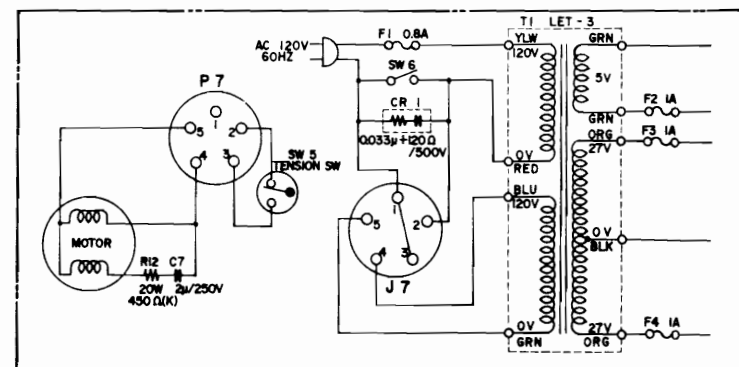 T1 LET-3
AC 120V
60HZ
F1 0.8A
YLW
120V
GRN
5V
SW 6
P 7
1
5
2
4
3
CR 1
0.033μ+120Ω
/500V
GRN
F2 1A
ORG
F3 1A
27V
SW 5
TENSION SW
0V
RED
BLU
120V
1
5
2
4
3
J 7
0V
BLK
MOTOR
R12
C7
20W
2μ/250V
450Ω(K)
0V
GRN
27V
ORG
F4 1A